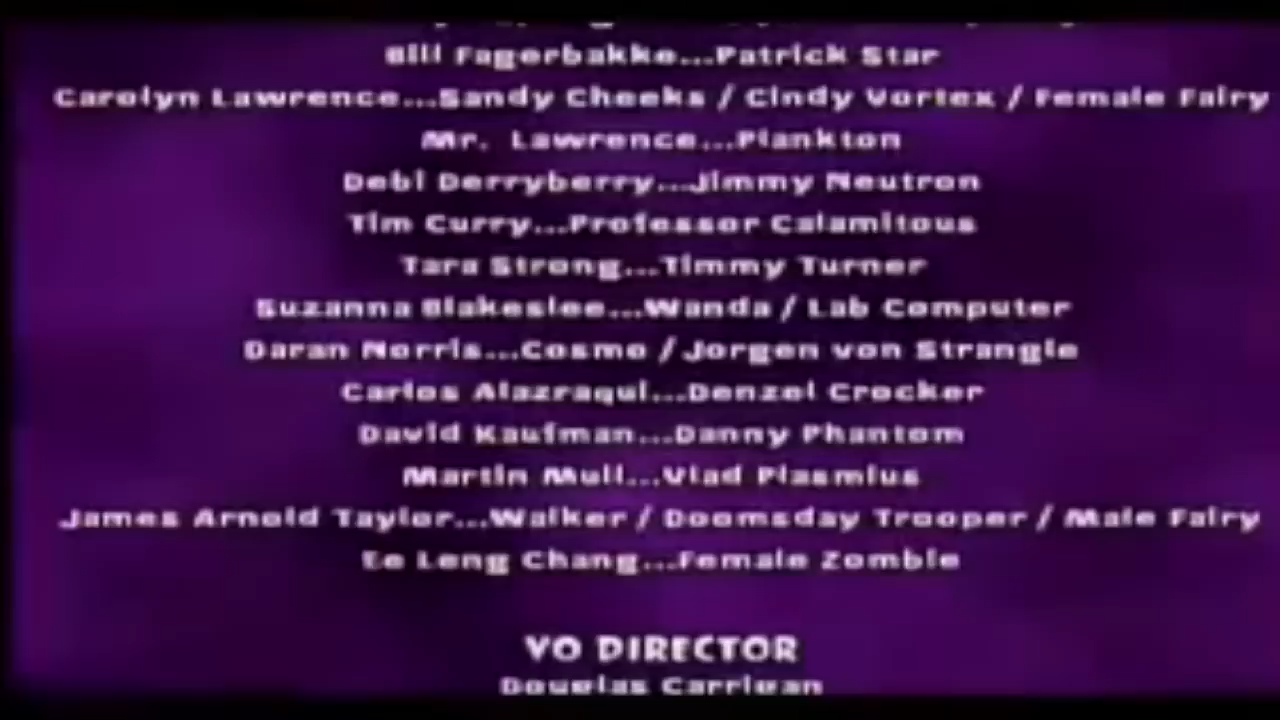 Bill Fagerbakke...Patrick Star
Carolyn Lawrence...Sandy Cheeks / Cindy Vortex / Female Fairy
Mr. Lawrence...Plankton
Debi Derryberry...Jimmy Neutron
Tim Curry...Professor Calamitous
Tara Strong...Timmy Turner
Suzanna Blakeslee...Wanda / Lab Computer
Daran Norris...Cosmo / Jorgen von Strangle
Carlos Alazraqui...Denzel Crocker
David Kaufman...Danny Phantom
Martin Mull...Vlad Plasmius
James Arnold Taylor...Walker / Doomsday Trooper / Male Fairy
Ee Leng Chang...Female Zombie
VO DIRECTOR
Douglas Carrigan